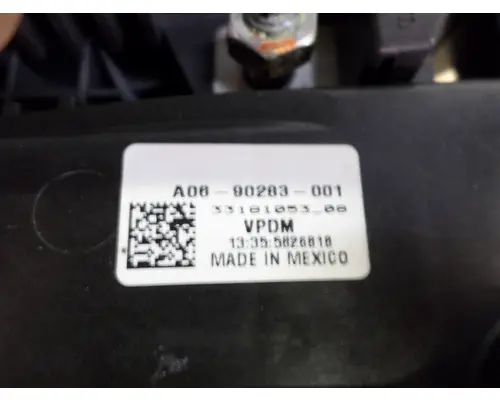 A06-90283-001
33181053_08
VPDM
13:35:5826818
MADE IN MEXICO